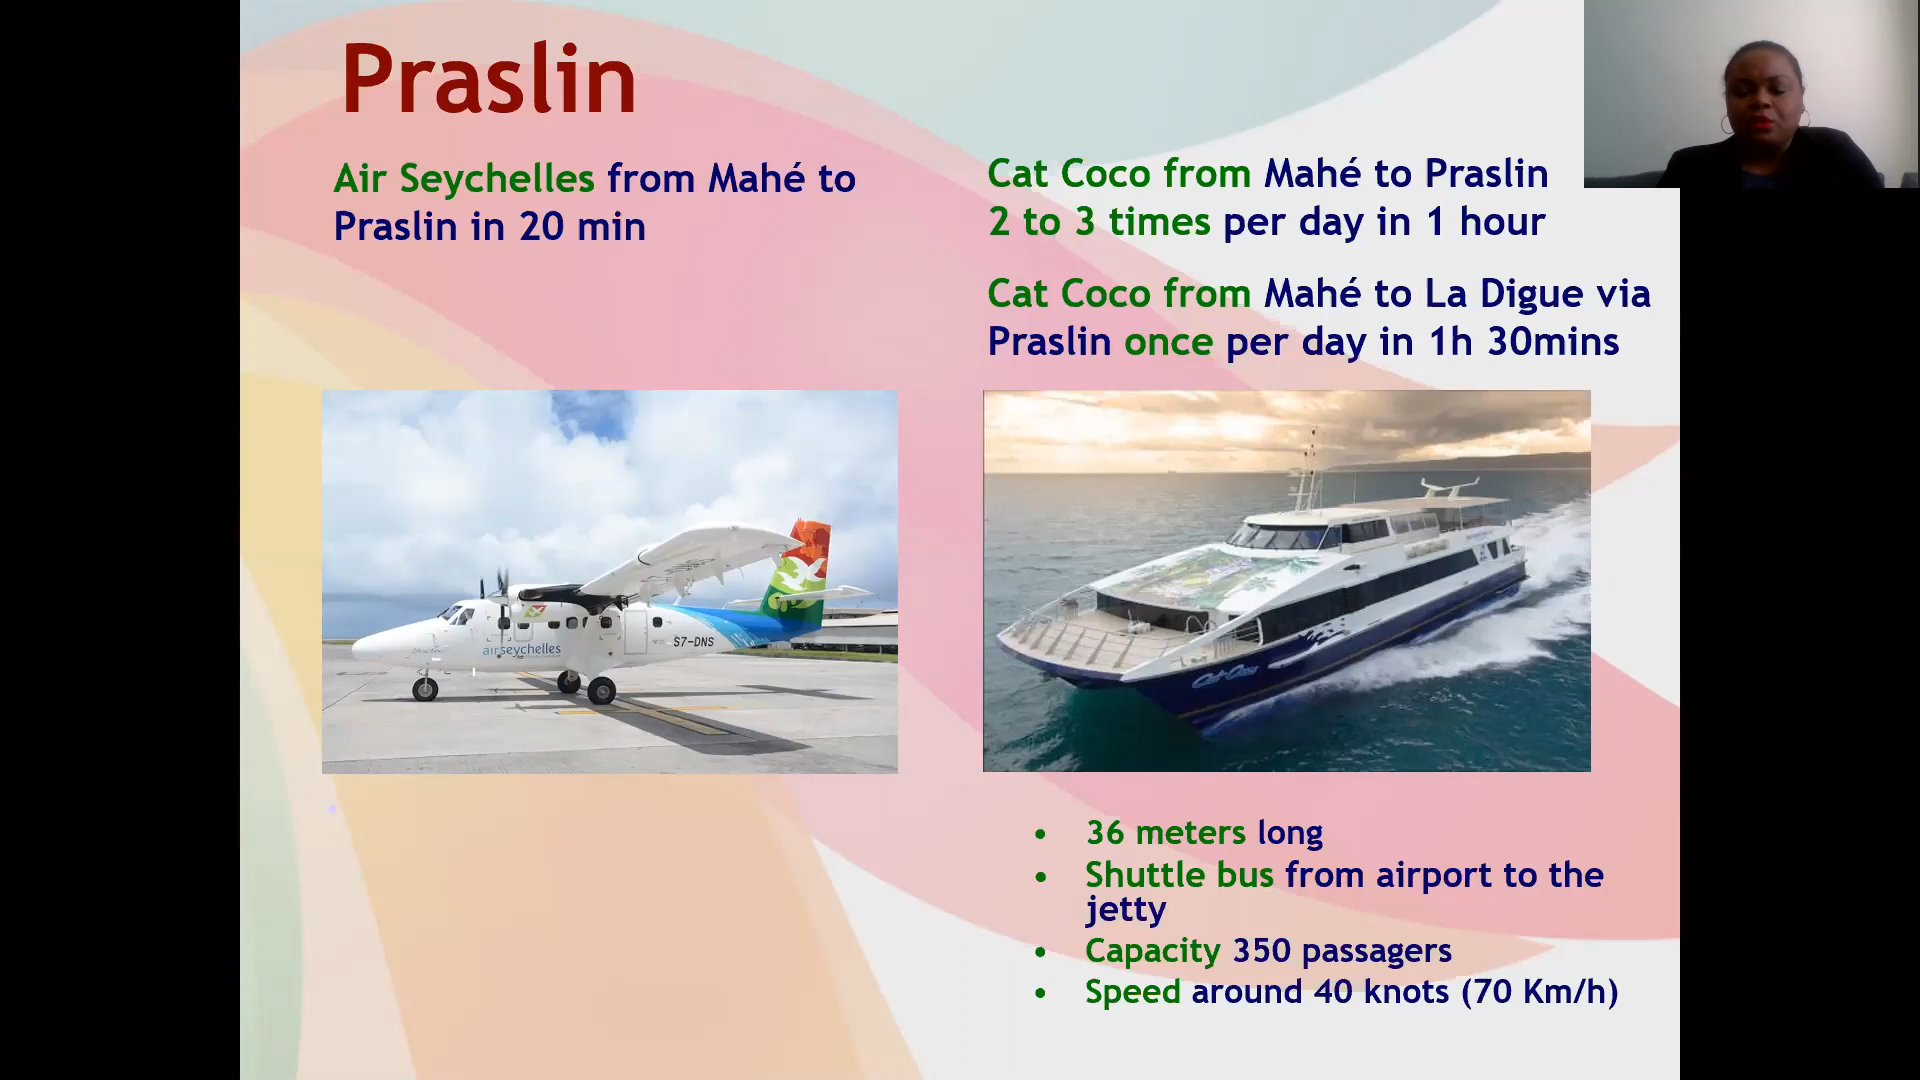 Praslin
Air Seychelles from Mahé to
Praslin in 20 min
Cat Coco from Mahé to Praslin
2 to 3 times per day in 1 hour
Cat Coco from Mahé to La Digue via
Praslin once per day in 1h 30mins
airseychelles
S7-DNS
Cat Cocos
• 36 meters long
• Shuttle bus from airport to the
jetty
• Capacity 350 passagers
• Speed around 40 knots (70 Km/h)